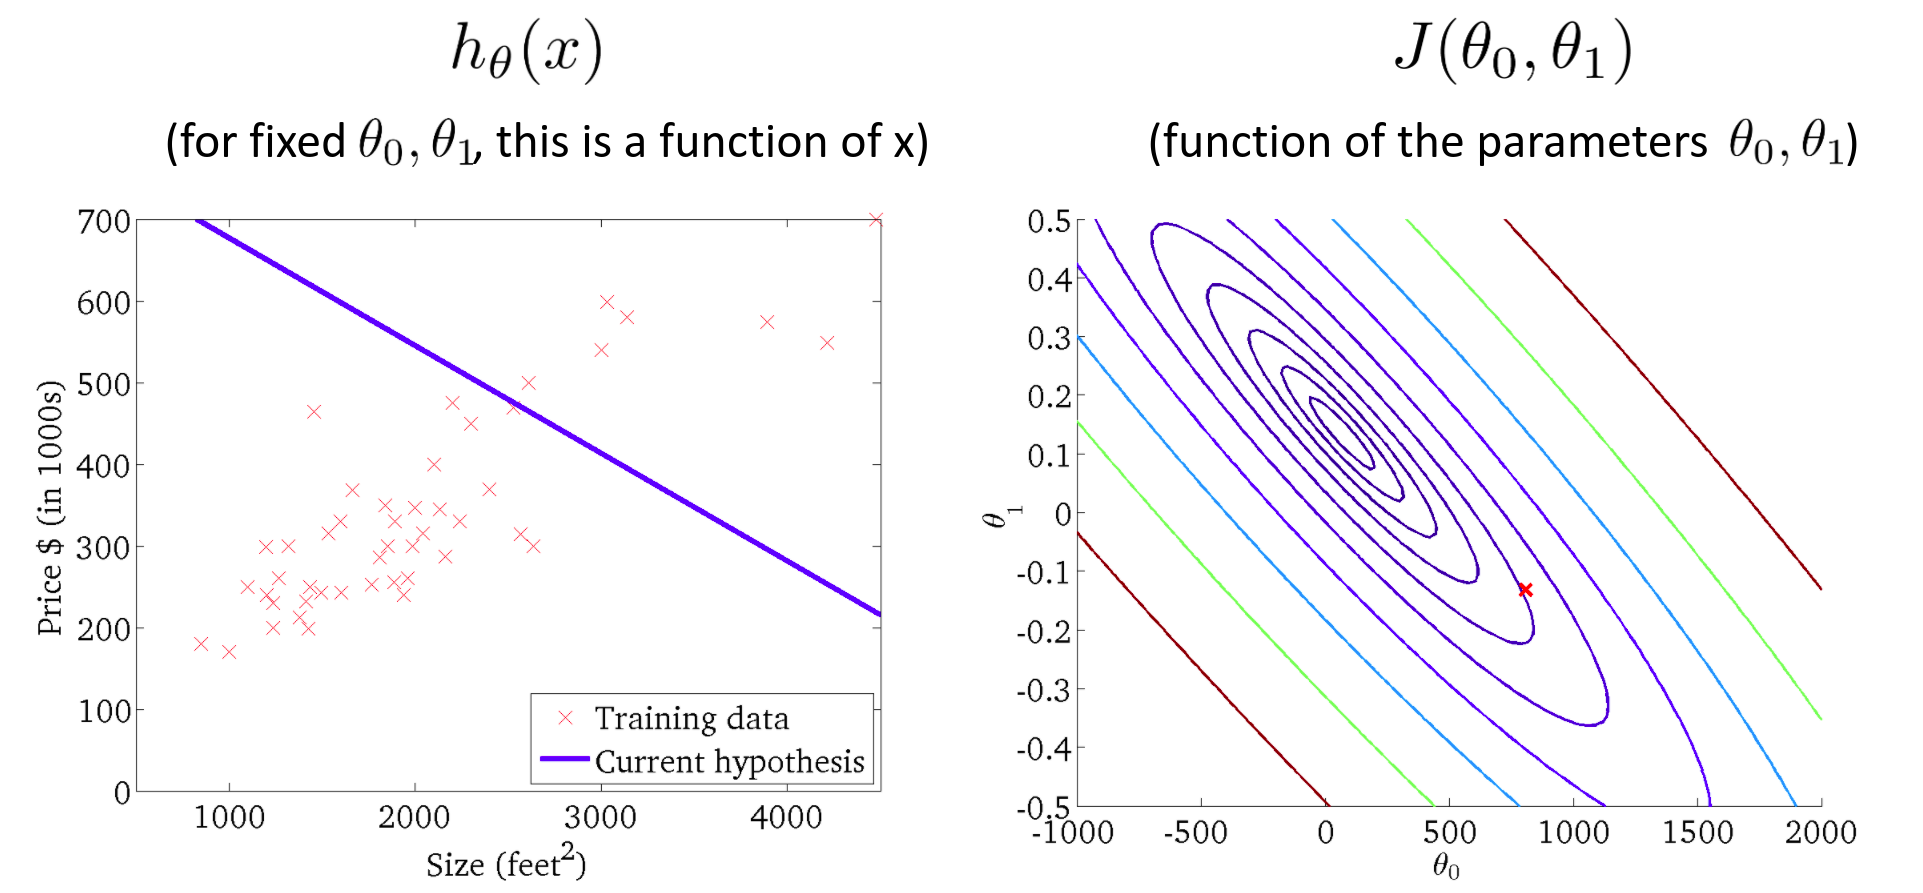 hθ(x)
(for fixed θ0, θ1, this is a function of x)
700
600
500
400
300
200
100
0
1000 2000 3000 4000
Price $ (in 1000s)
Size (feet²)
Training data
Current hypothesis
J(θ0, θ1)
(function of the parameters θ0, θ1)
0.5
0.4
0.3
0.2
0.1
0
-0.1
-0.2
-0.3
-0.4
-0.5
-1000 -500 0 500 1000 1500 2000
θ1
θ0